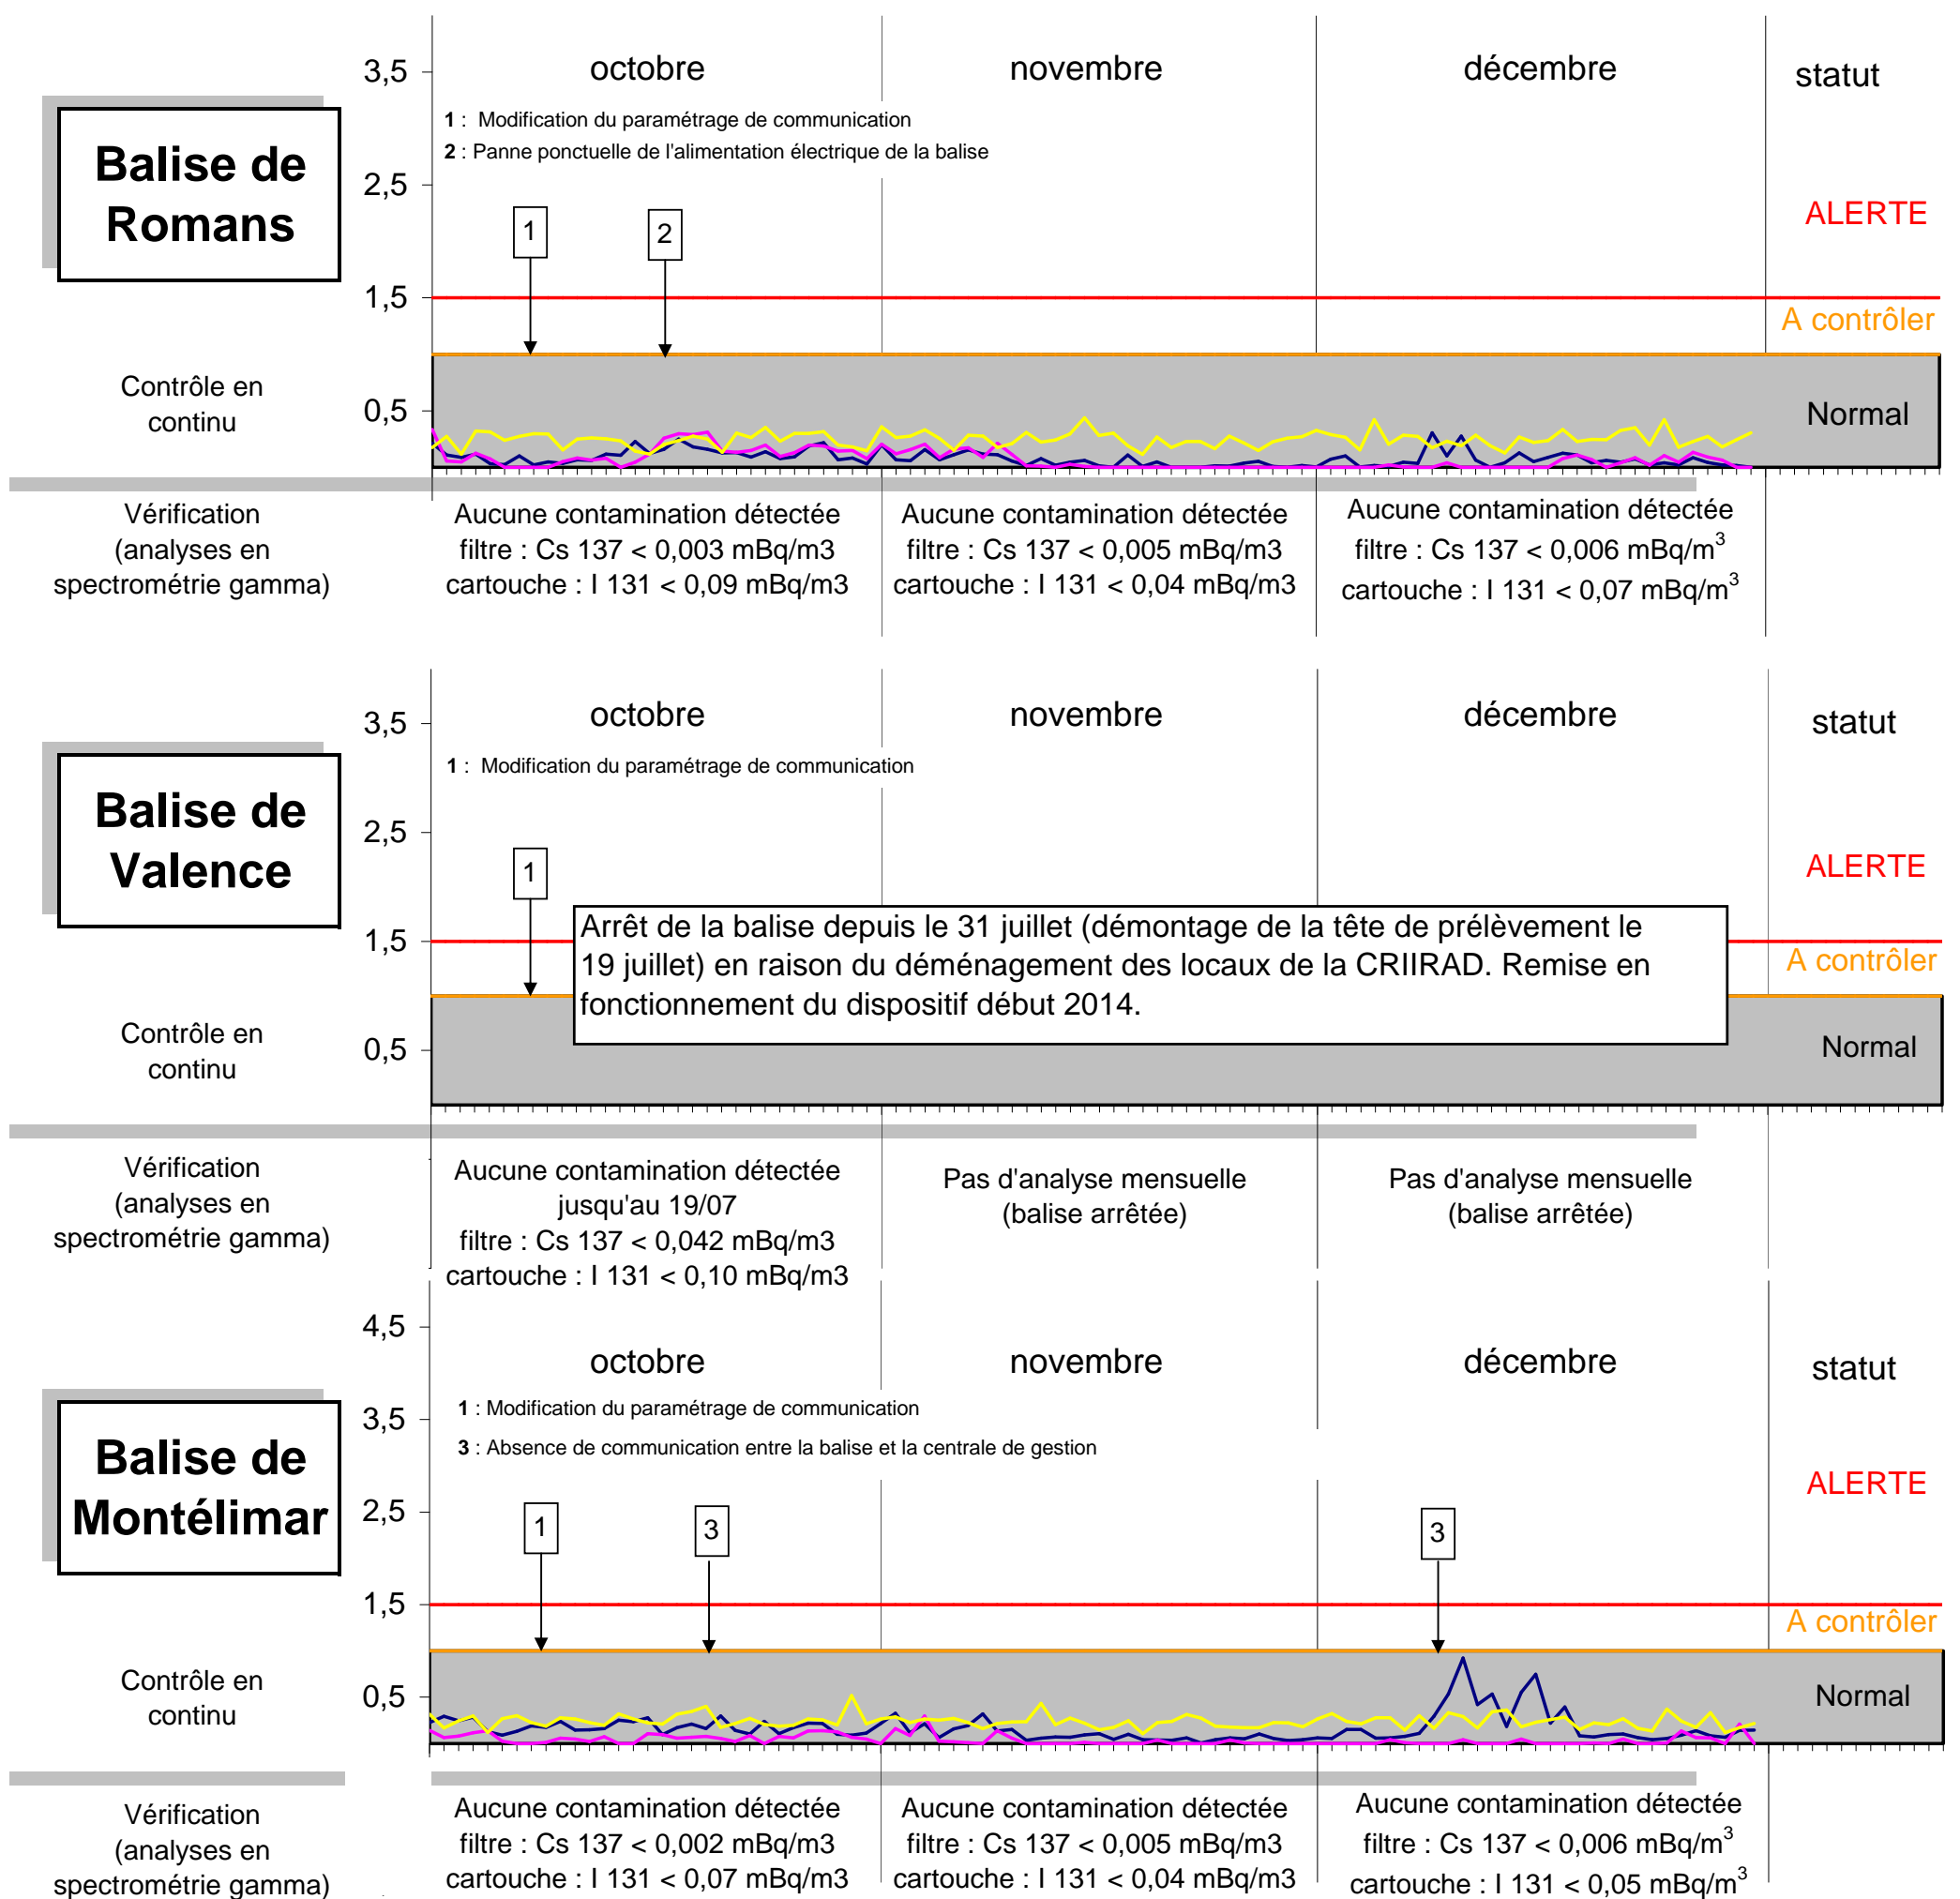 3,5
octobre
novembre
décembre
statut
1 : Modification du paramétrage de communication
2 : Panne ponctuelle de l'alimentation électrique de la balise
Balise de
Romans
2,5
1
2
ALERTE
1,5
A contrôler
Contrôle en
continu
0,5
Normal
Vérification
(analyses en
spectrométrie gamma)
Aucune contamination détectée
filtre : Cs 137 < 0,003 mBq/m3
cartouche : I 131 < 0,09 mBq/m3
Aucune contamination détectée
filtre : Cs 137 < 0,005 mBq/m3
cartouche : I 131 < 0,04 mBq/m3
Aucune contamination détectée
filtre : Cs 137 < 0,006 mBq/m³
cartouche : I 131 < 0,07 mBq/m³
3,5
octobre
novembre
décembre
statut
1 : Modification du paramétrage de communication
Balise de
Valence
2,5
1
ALERTE
1,5
A contrôler
Arrêt de la balise depuis le 31 juillet (démontage de la tête de prélèvement le
19 juillet) en raison du déménagement des locaux de la CRIIRAD. Remise en
fonctionnement du dispositif début 2014.
Contrôle en
continu
0,5
Normal
Vérification
(analyses en
spectrométrie gamma)
Aucune contamination détectée
jusqu'au 19/07
filtre : Cs 137 < 0,042 mBq/m3
cartouche : I 131 < 0,10 mBq/m3
Pas d'analyse mensuelle
(balise arrêtée)
Pas d'analyse mensuelle
(balise arrêtée)
4,5
octobre
novembre
décembre
statut
3,5
1 : Modification du paramétrage de communication
3 : Absence de communication entre la balise et la centrale de gestion
Balise de
Montélimar
2,5
1
3
3
ALERTE
1,5
A contrôler
Contrôle en
continu
0,5
Normal
Vérification
(analyses en
spectrométrie gamma)
Aucune contamination détectée
filtre : Cs 137 < 0,002 mBq/m3
cartouche : I 131 < 0,07 mBq/m3
Aucune contamination détectée
filtre : Cs 137 < 0,005 mBq/m3
cartouche : I 131 < 0,04 mBq/m3
Aucune contamination détectée
filtre : Cs 137 < 0,006 mBq/m³
cartouche : I 131 < 0,05 mBq/m³